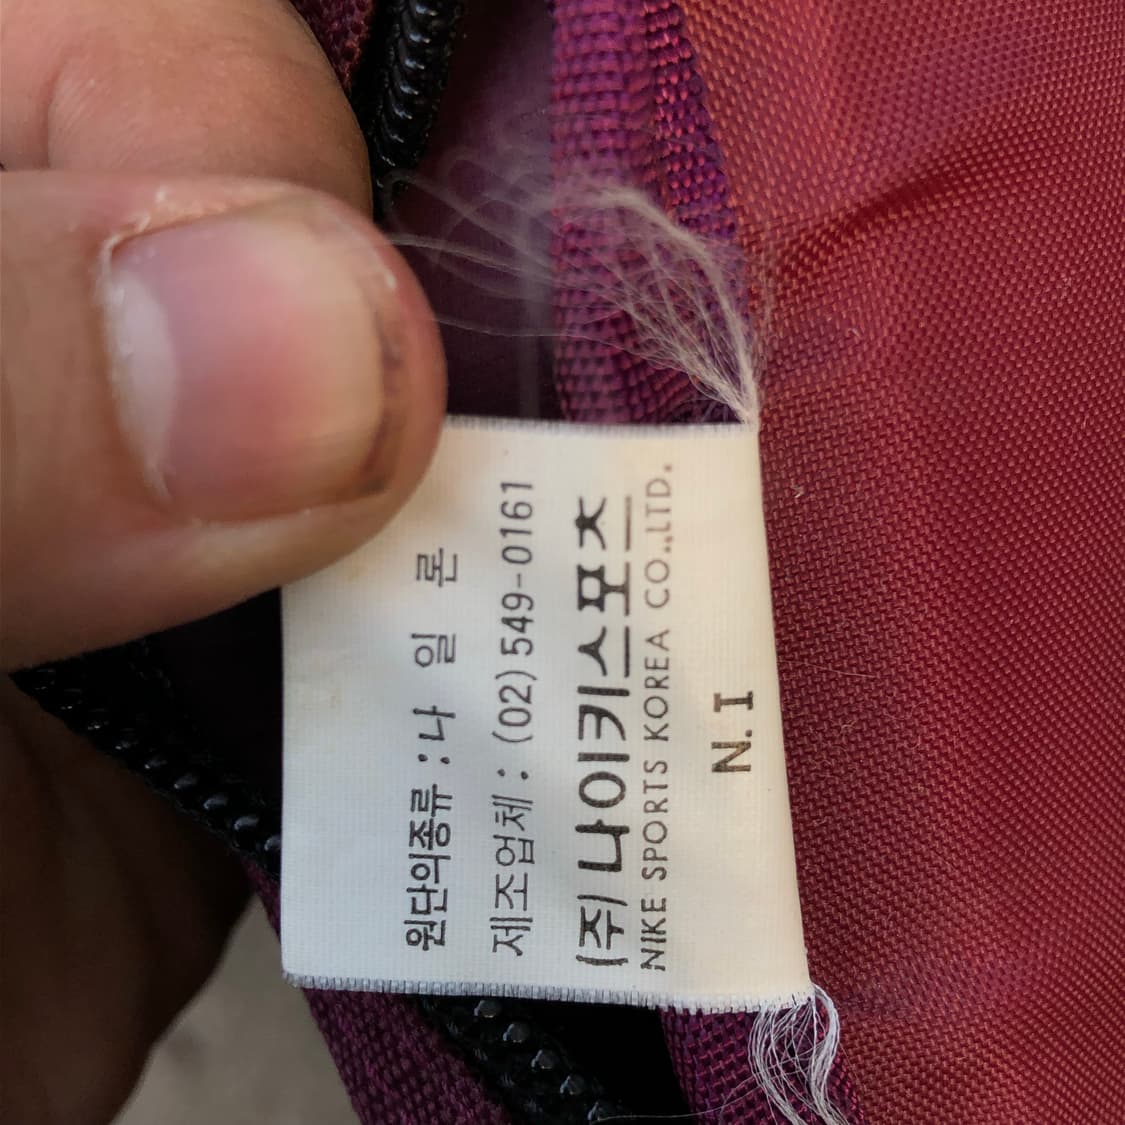 원단의종류 : 나 일 론
제조업체 : (02) 549-0161
(주)나이키스포츠
NIKE SPORTS KOREA CO.,LTD.
N. I